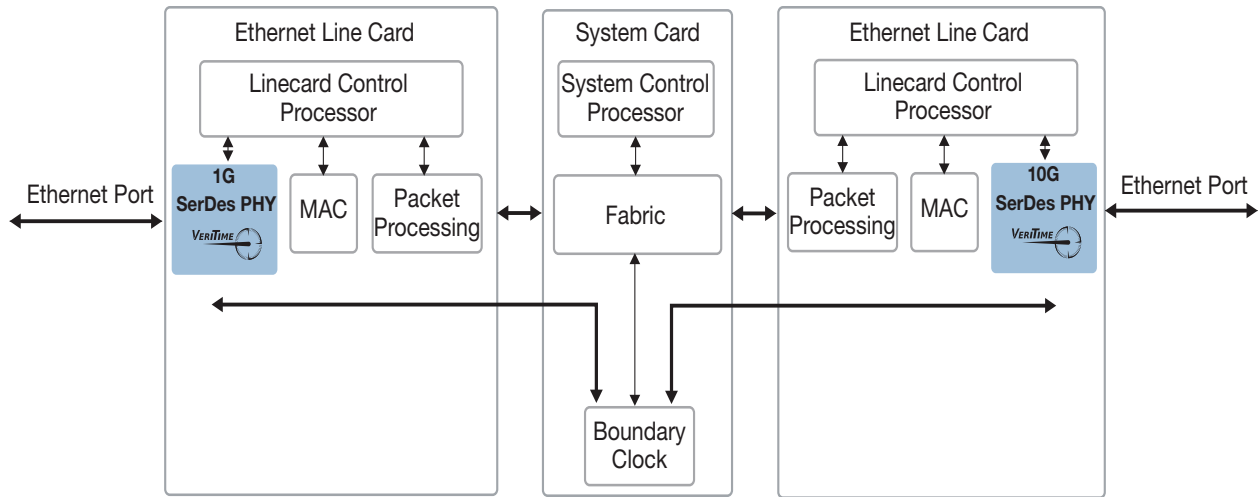 Ethernet Line Card
Linecard Control
Processor
1G
SerDes PHY
VERITIME
MAC
Packet
Processing
Ethernet Port
System Card
System Control
Processor
Fabric
Boundary
Clock
Ethernet Line Card
Linecard Control
Processor
Packet
Processing
MAC
10G
SerDes PHY
VERITIME
Ethernet Port